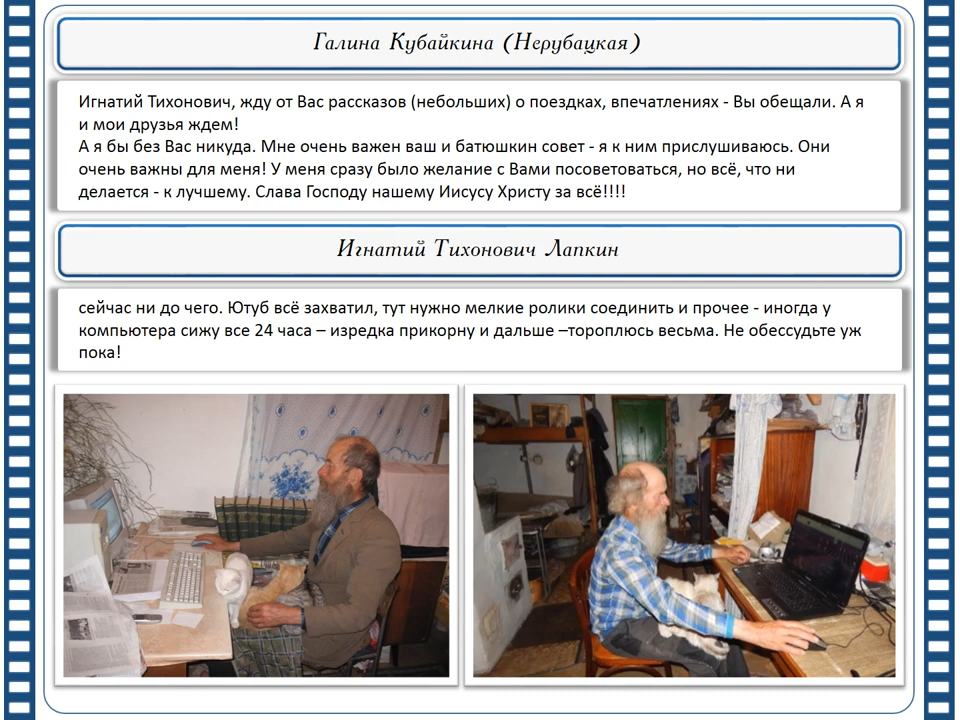 Галина Кубайкина (Нерубацкая)
Игнатий Тихонович, жду от Вас рассказов (небольших) о поездках, впечатлениях - Вы обещали. А я
и мои друзья ждем!
А я бы без Вас никуда. Мне очень важен ваш и батюшкин совет - я к ним прислушиваюсь. Они
очень важны для меня! У меня сразу было желание с Вами посоветоваться, но всё, что ни
делается - к лучшему. Слава Господу нашему Иисусу Христу за всё!!!!
Игнатий Тихонович Лапкин
сейчас ни до чего. Ютуб всё захватил, тут нужно мелкие ролики соединить и прочее - иногда у
компьютера сижу все 24 часа – изредка прикорну и дальше –тороплюсь весьма. Не обессудьте уж
пока!